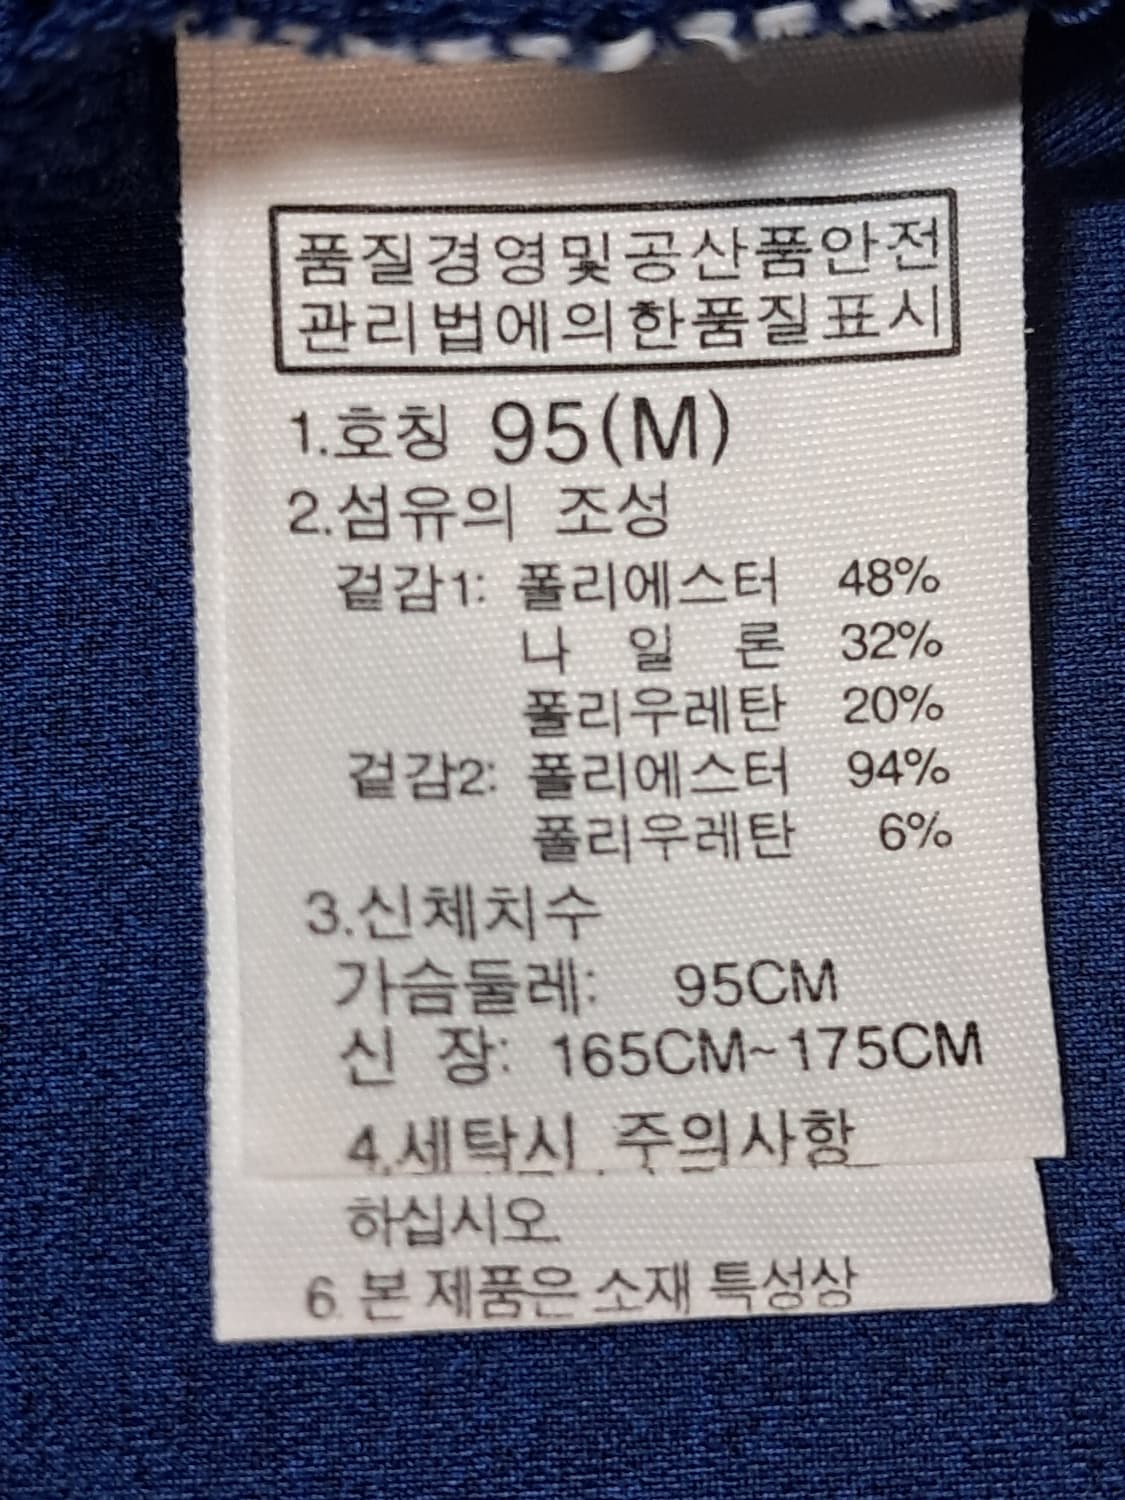 품질경영및공산품안전
관리법에의한품질표시
1.호칭 95(M)
2.섬유의 조성
겉감1: 폴리에스터 48%
나 일 론 32%
폴리우레탄 20%
겉감2: 폴리에스터 94%
폴리우레탄 6%
3.신체치수
가슴둘레: 95CM
신 장: 165CM~175CM
4.세탁시 주의사항
하십시오
6. 본 제품은 소재 특성상